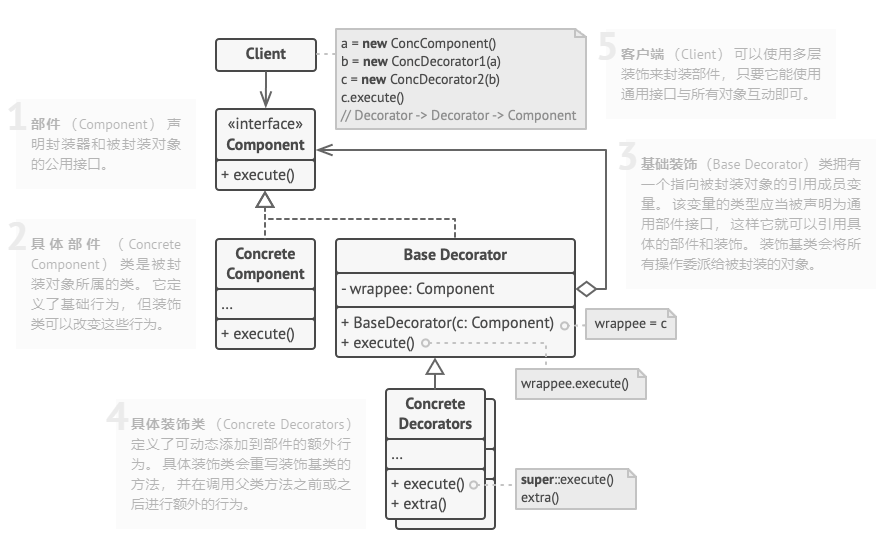 Client
a = new ConcComponent()
b = new ConcDecorator1(a)
c = new ConcDecorator2(b)
c.execute()
// Decorator -> Decorator -> Component
5
客户端 （Client） 可以使用多层
装饰来封装部件， 只要它能使用
通用接口与所有对象互动即可。
1
部件 （Component） 声
明封装器和被封装对象
的公用接口。
«interface»
Component
+ execute()
3
基础装饰 （Base Decorator） 类拥有
一个指向被封装对象的引用成员变
量。 该变量的类型应当被声明为通
用部件接口， 这样它就可以引用具
体的部件和装饰。 装饰基类会将所
有操作委派给被封装的对象。
2
具体部件 （Concrete
Component） 类是被封
装对象所属的类。 它定
义了基础行为， 但装饰
类可以改变这些行为。
Concrete
Component
...
+ execute()
Base Decorator
- wrappee: Component
+ BaseDecorator(c: Component)
+ execute()
wrappee = c
wrappee.execute()
4
具体装饰类 （Concrete Decorators）
定义了可动态添加到部件的额外行
为。 具体装饰类会重写装饰基类的
方法， 并在调用父类方法之前或之
后进行额外的行为。
Concrete
Decorators
...
+ execute()
+ extra()
super::execute()
extra()